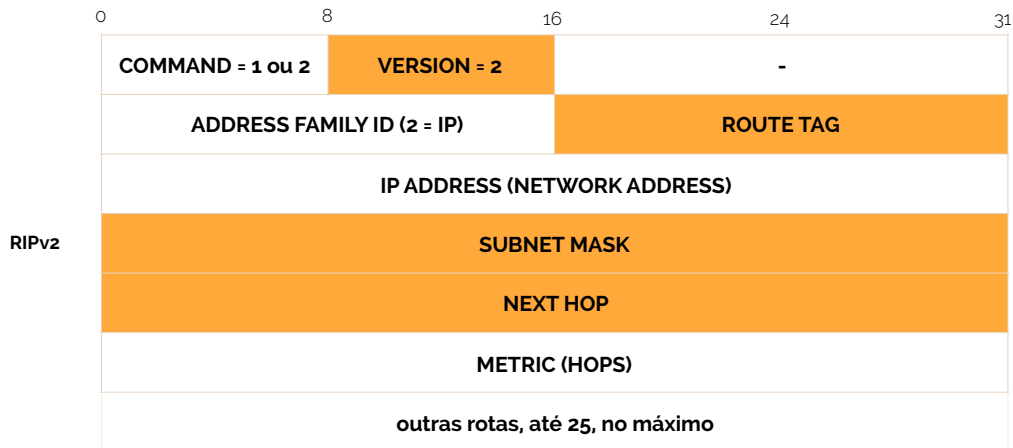 0 8 16 24 31
COMMAND = 1 ou 2 VERSION = 2 -
ADDRESS FAMILY ID (2 = IP) ROUTE TAG
IP ADDRESS (NETWORK ADDRESS)
RIPv2 SUBNET MASK
NEXT HOP
METRIC (HOPS)
outras rotas, até 25, no máximo